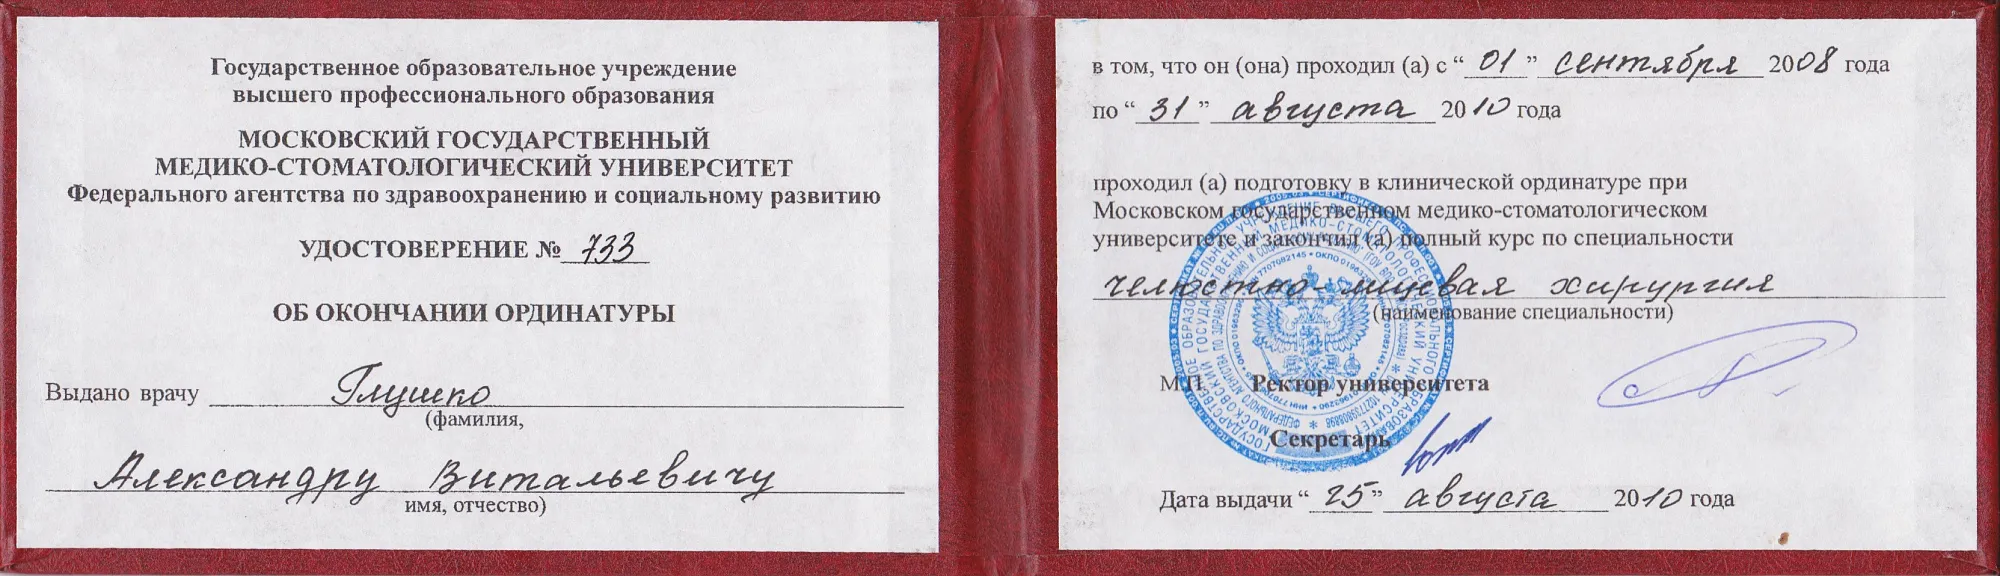 Государственное образовательное учреждение
высшего профессионального образования
МОСКОВСКИЙ ГОСУДАРСТВЕННЫЙ
МЕДИКО-СТОМАТОЛОГИЧЕСКИЙ УНИВЕРСИТЕТ
Федерального агентства по здравоохранению и социальному развитию
УДОСТОВЕРЕНИЕ № 733
ОБ ОКОНЧАНИИ ОРДИНАТУРЫ
Выдано врачу Глушко
(фамилия,
Александру Витальевичу
имя, отчество)
в том, что он (она) проходил (а) с “ 01 ” сентября 2008 года
по “ 31 ” августа 2010 года
проходил (а) подготовку в клинической ординатуре при
Московском государственном медико-стоматологическом
университете и закончил (а) полный курс по специальности
челюстно-лицевая хирургия
(наименование специальности)
М.П. Ректор университета
Секретарь
Дата выдачи “ 25 ” августа 2010 года